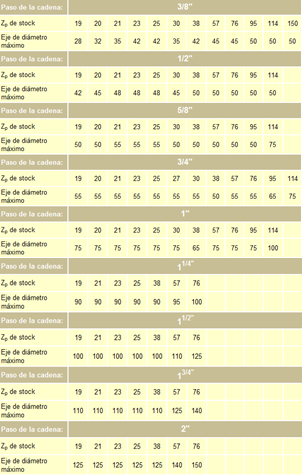 Paso de la cadena: 3/8"
Zp de stock 19 20 21 23 25 30 38 57 76 95 114 150
Eje de diámetro máximo 28 32 35 42 42 35 42 45 45 50 50 50
Paso de la cadena: 1/2"
Zp de stock 19 20 21 23 25 30 38 57 76 95 114
Eje de diámetro máximo 42 45 48 48 48 45 50 50 50 50 50
Paso de la cadena: 5/8"
Zp de stock 19 20 21 23 25 30 38 57 76 95 114
Eje de diámetro máximo 50 50 55 55 55 50 50 50 50 50 75
Paso de la cadena: 3/4"
Zp de stock 19 20 21 23 25 27 30 38 57 76 95 114
Eje de diámetro máximo 55 55 55 55 55 55 55 50 55 55 65 75
Paso de la cadena: 1"
Zp de stock 19 20 21 23 25 30 38 57 76 95 114
Eje de diámetro máximo 75 75 75 75 75 75 65 75 75 75 100
Paso de la cadena: 1 1/4"
Zp de stock 19 21 23 25 38 57 76
Eje de diámetro máximo 90 90 90 90 90 95 100
Paso de la cadena: 1 1/2"
Zp de stock 19 21 23 25 38 57 76
Eje de diámetro máximo 100 100 100 100 100 110 125
Paso de la cadena: 1 3/4"
Zp de stock 19 21 23 25 38 57 76
Eje de diámetro máximo 110 110 110 110 110 125 140
Paso de la cadena: 2"
Zp de stock 19 21 23 25 38 57 76
Eje de diámetro máximo 125 125 125 125 125 140 150